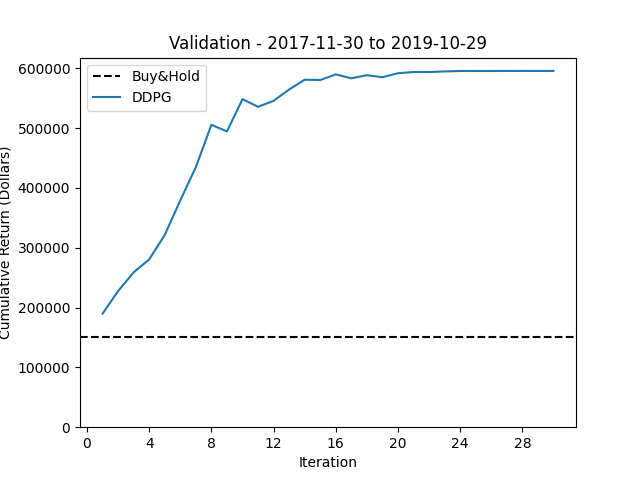 Validation - 2017-11-30 to 2019-10-29
Buy&Hold
DDPG
Cumulative Return (Dollars)
600000
500000
400000
300000
200000
100000
0
0 4 8 12 16 20 24 28
Iteration